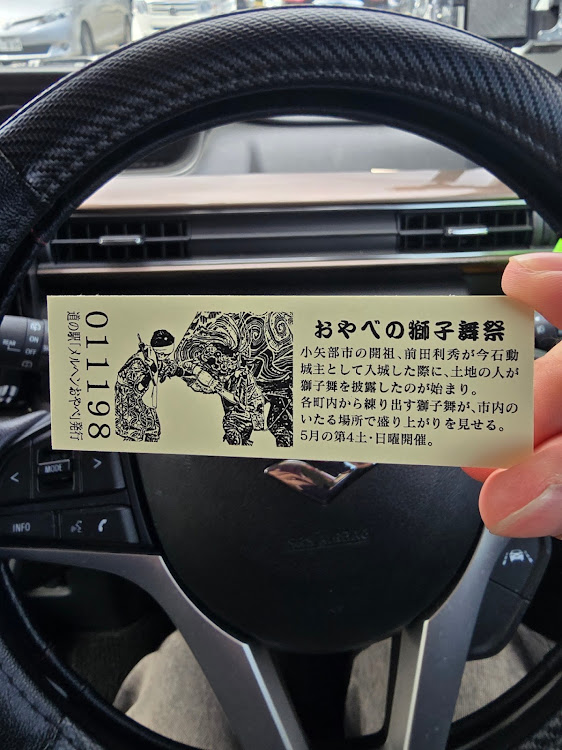 おやべの獅子舞祭
小矢部市の開祖、前田利秀が今石動
城主として入城した際に、土地の人が
獅子舞を披露したのが始まり。
各町内から練り出す獅子舞が、市内の
いたる場所で盛り上がりを見せる。
5月の第4土・日曜開催。
011198
道の駅「メルヘンおやべ」発行
MODE
INFO
SRS AIRBAG